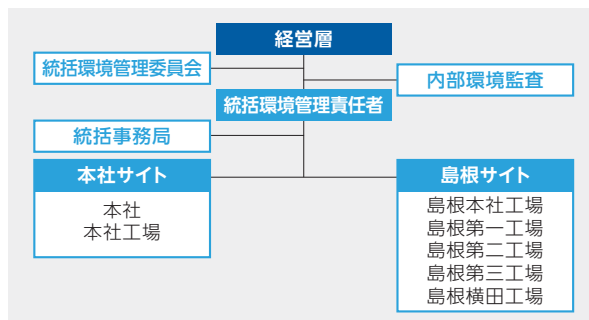 経営層
統括環境管理委員会
内部環境監査
統括環境管理責任者
統括事務局
本社サイト
本社
本社工場
島根サイト
島根本社工場
島根第一工場
島根第二工場
島根第三工場
島根横田工場